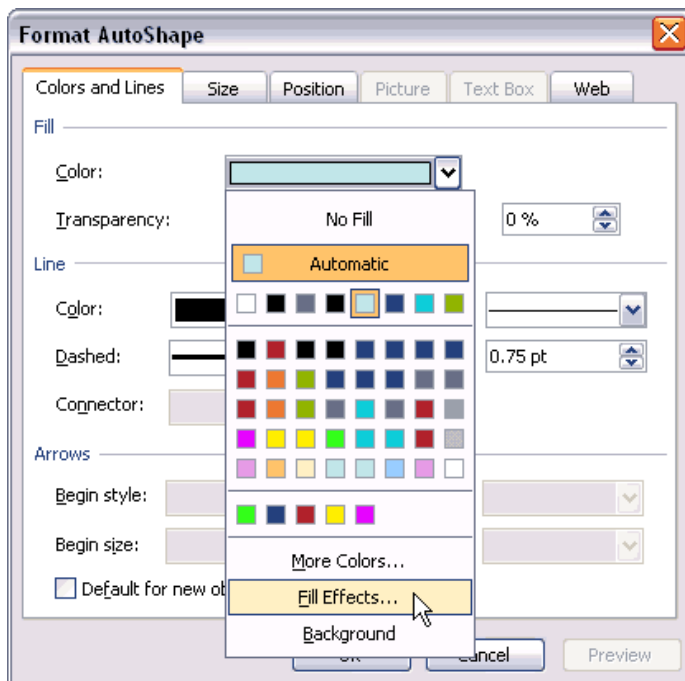 Format AutoShape
Colors and Lines Size Position Picture Text Box Web
Fill
Color:
No Fill
Transparency: 0 %
Automatic
Line
Color:
Dashed: 0.75 pt
Connector:
Arrows
Begin style:
Begin size:
More Colors...
Default for new
Fill Effects...
Background
Cancel Preview